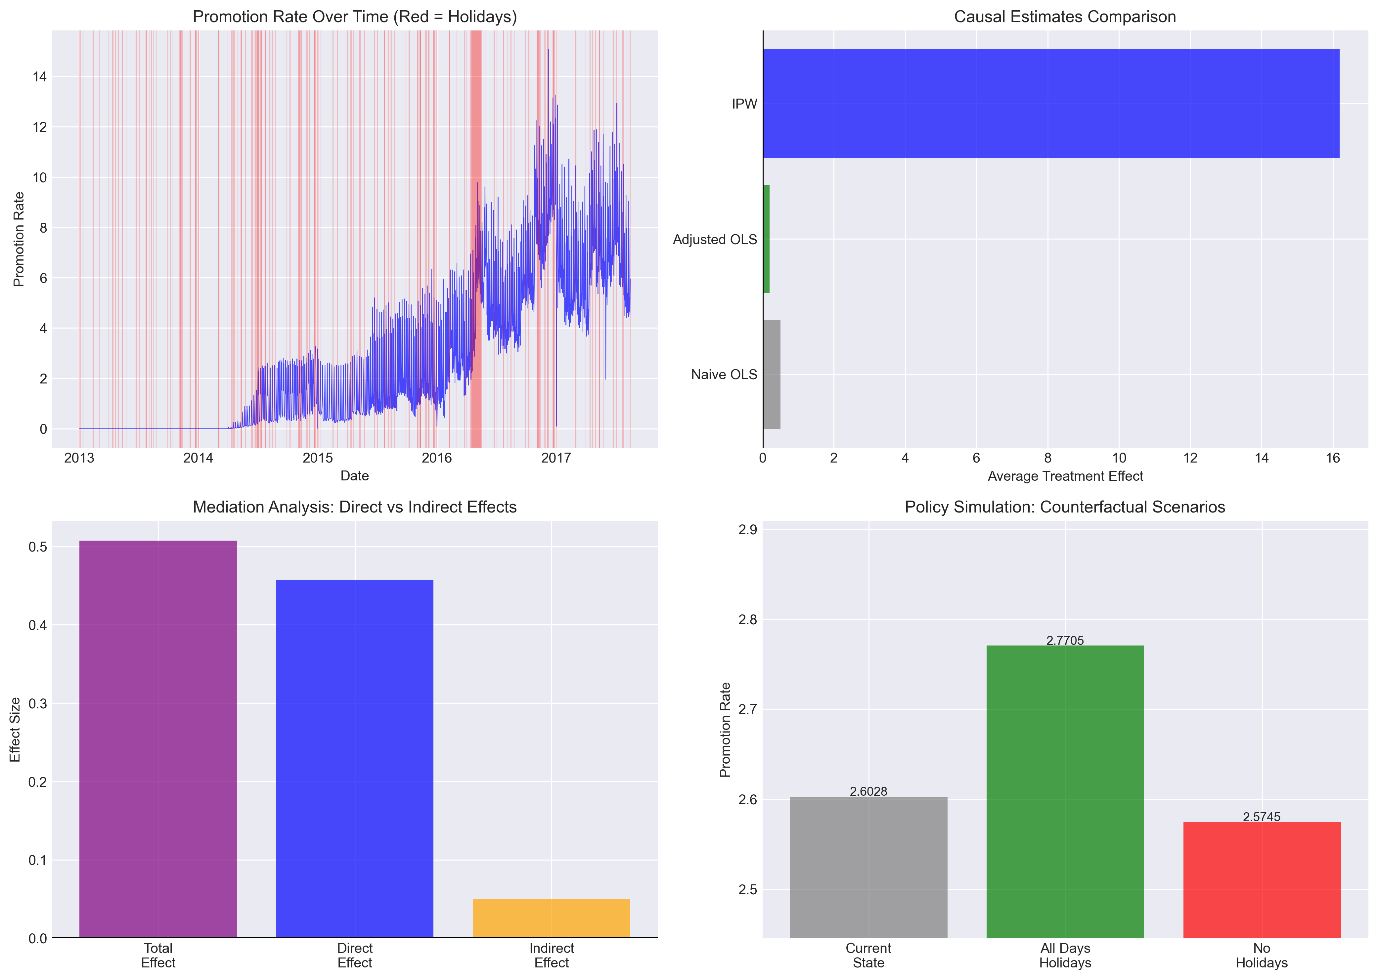 Promotion Rate Over Time (Red = Holidays)
Promotion Rate
14
12
10
8
6
4
2
0
2013 2014 2015 2016 2017
Date
Causal Estimates Comparison
IPW
Adjusted OLS
Naive OLS
0 2 4 6 8 10 12 14 16
Average Treatment Effect
Mediation Analysis: Direct vs Indirect Effects
Effect Size
0.5
0.4
0.3
0.2
0.1
0.0
Total
Effect
Direct
Effect
Indirect
Effect
Policy Simulation: Counterfactual Scenarios
Promotion Rate
2.9
2.8
2.7
2.6
2.5
2.6028
2.7705
2.5745
Current
State
All Days
Holidays
No
Holidays